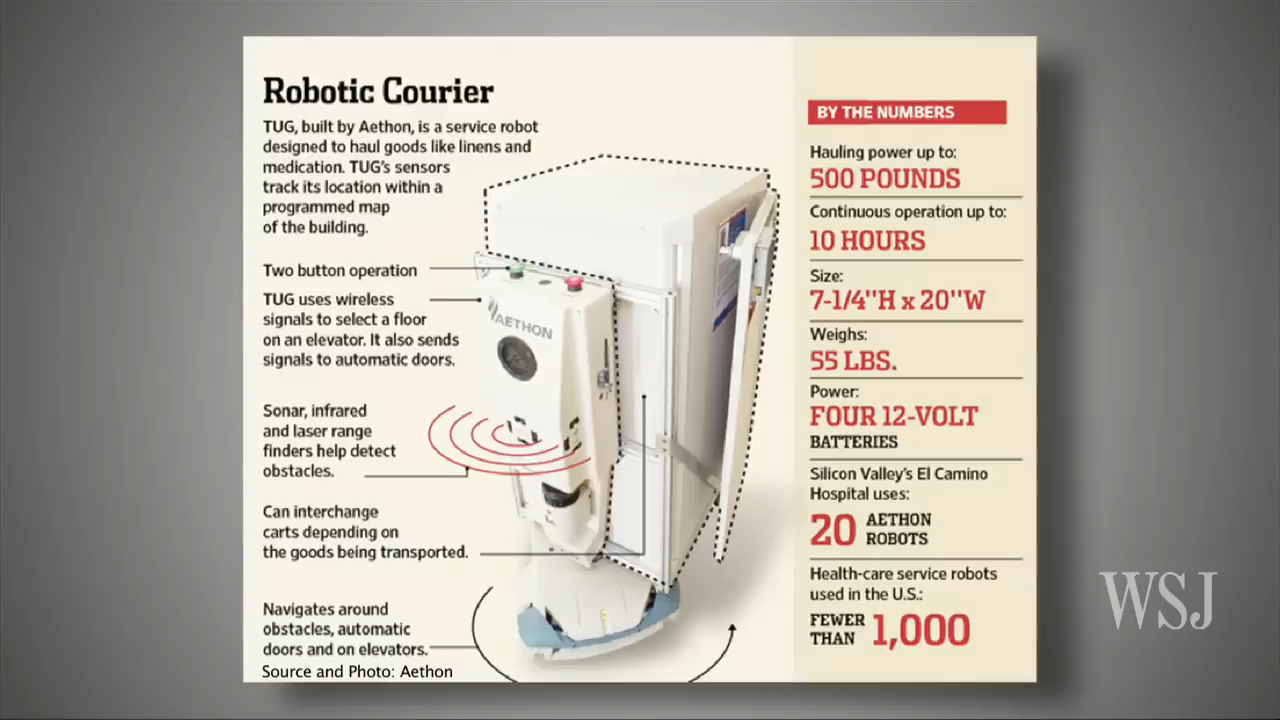 Robotic Courier
TUG, built by Aethon, is a service robot
designed to haul goods like linens and
medication. TUG's sensors
track its location within a
programmed map
of the building.
Two button operation
TUG uses wireless
signals to select a floor
on an elevator. It also sends
signals to automatic doors.
Sonar, infrared
and laser range
finders help detect
obstacles.
Can interchange
carts depending on
the goods being transported.
Navigates around
obstacles, automatic
doors and on elevators.
Source and Photo: Aethon
AETHON
BY THE NUMBERS
Hauling power up to:
500 POUNDS
Continuous operation up to:
10 HOURS
Size:
7-1/4"H x 20"W
Weighs:
55 LBS.
Power:
FOUR 12-VOLT
BATTERIES
Silicon Valley's El Camino
Hospital uses:
20 AETHON
ROBOTS
Health-care service robots
used in the U.S.:
FEWER
THAN 1,000
WSJ